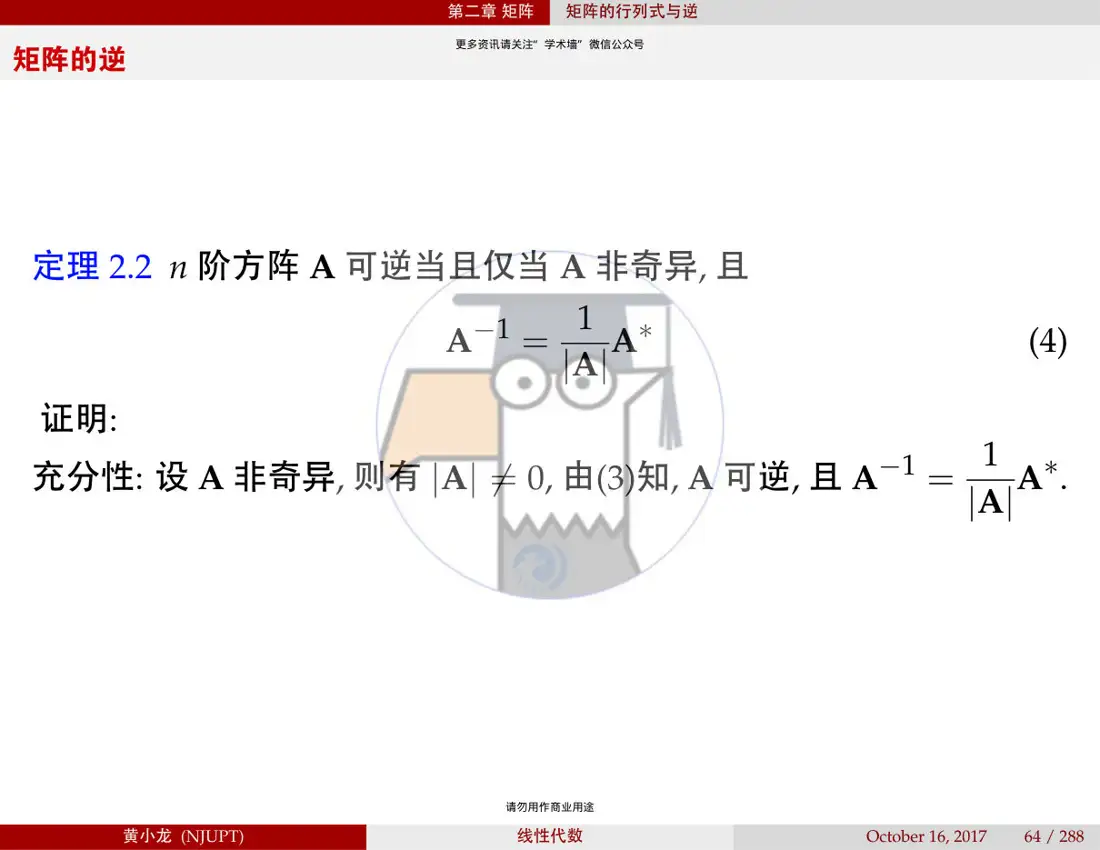 第二章 矩阵 矩阵的行列式与逆
更多资讯请关注“学术墙”微信公众号
矩阵的逆
定理 2.2 n 阶方阵 A 可逆当且仅当 A 非奇异, 且
A⁻¹ = 1/|A| A* (4)
证明:
充分性: 设 A 非奇异, 则有 |A| ≠ 0, 由(3)知, A 可逆, 且 A⁻¹ = 1/|A| A*.
请勿用作商业用途
黄小龙 (NJUPT) 线性代数 October 16, 2017 64 / 288